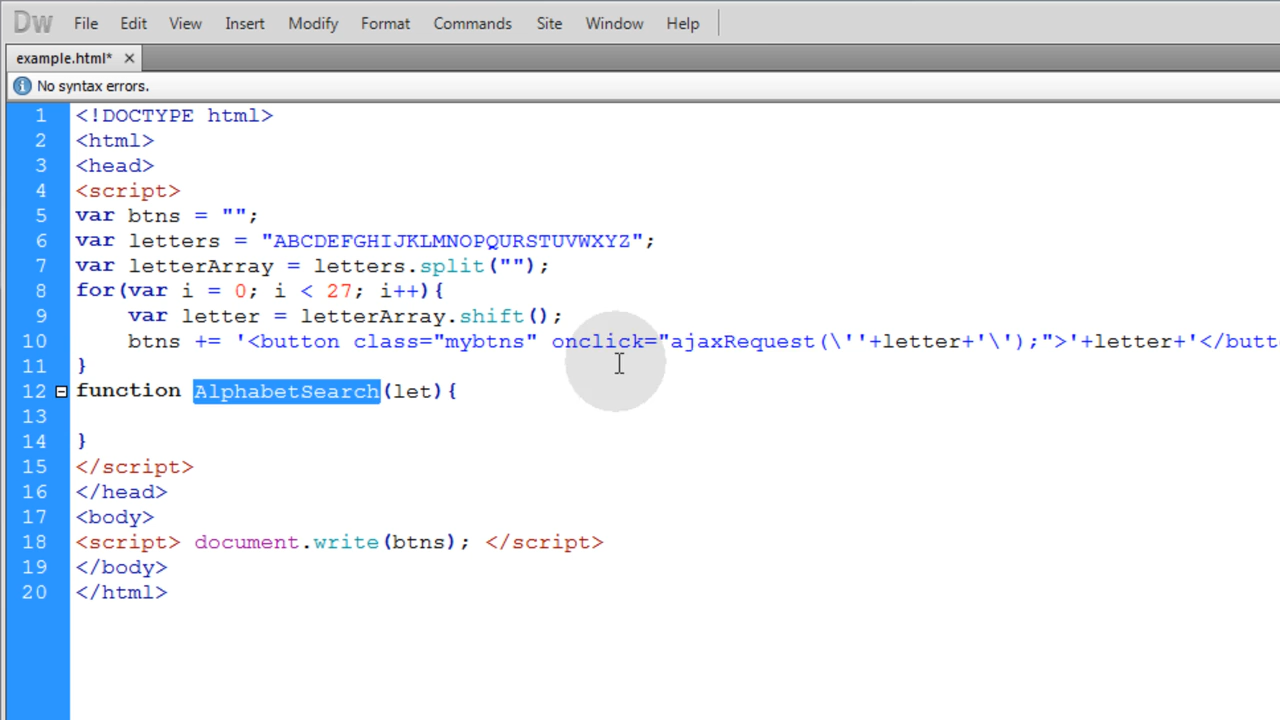 Dw File Edit View Insert Modify Format Commands Site Window Help
example.html*
No syntax errors.
1 <!DOCTYPE html>
2 <html>
3 <head>
4 <script>
5 var btns = "";
6 var letters = "ABCDEFGHIJKLMNOPQURSTUVWXYZ";
7 var letterArray = letters.split("");
8 for(var i = 0; i < 27; i++){
9 var letter = letterArray.shift();
10 btns += '<button class="mybtns" onclick="ajaxRequest(\''+letter+'\');">'+letter+'</butt
11 }
12 function AlphabetSearch(let){
13
14 }
15 </script>
16 </head>
17 <body>
18 <script> document.write(btns); </script>
19 </body>
20 </html>